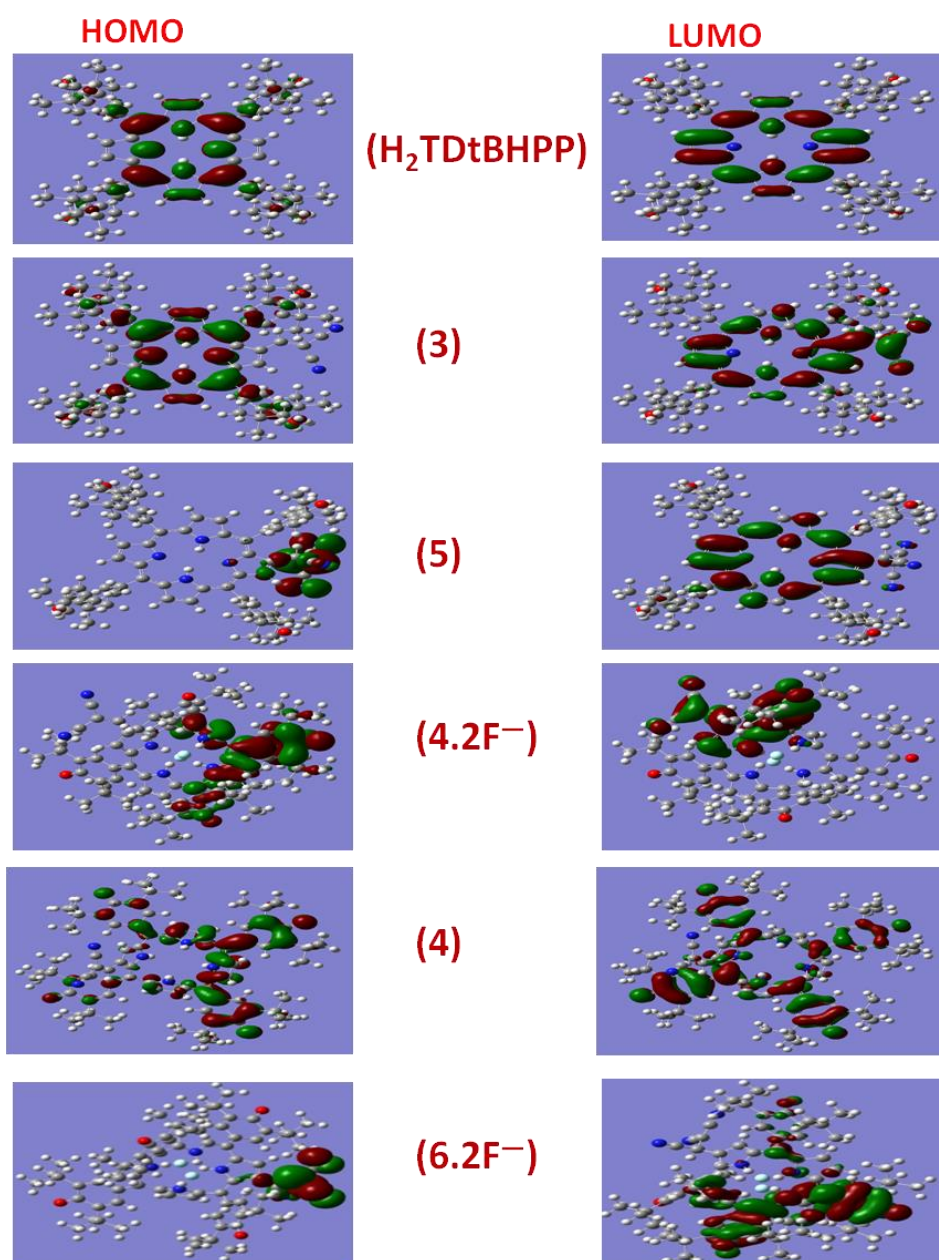 HOMO LUMO
(H₂TDtBHPP)
(3)
(5)
(4.2F⁻)
(4)
(6.2F⁻)